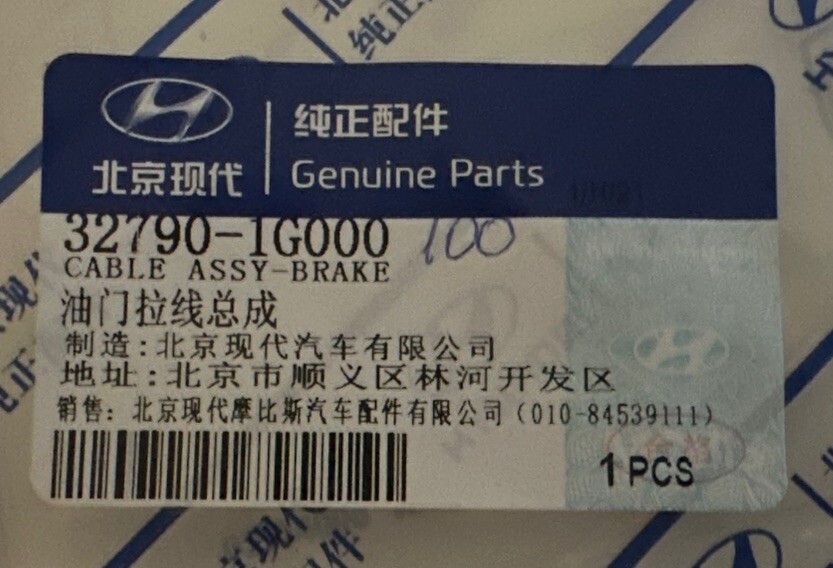 纯正配件
北京现代
Genuine Parts
32790-1G000 100
CABLE ASSY-BRAKE
油门拉线总成
制造:北京现代汽车有限公司
地址:北京市顺义区林河开发区
销售:北京现代摩比斯汽车配件有限公司(010-84539111)
1 PCS